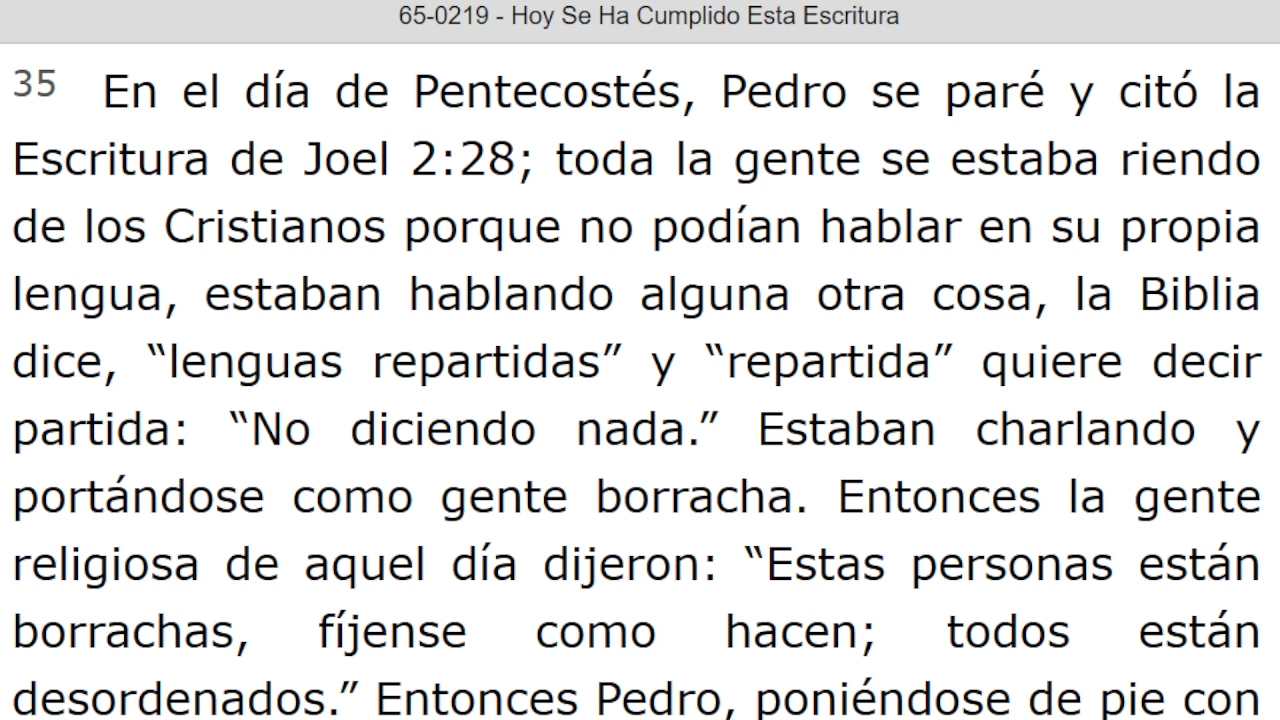 65-0219 - Hoy Se Ha Cumplido Esta Escritura
35 En el día de Pentecostés, Pedro se paré y citó la
Escritura de Joel 2:28; toda la gente se estaba riendo
de los Cristianos porque no podían hablar en su propia
lengua, estaban hablando alguna otra cosa, la Biblia
dice, “lenguas repartidas” y “repartida” quiere decir
partida: “No diciendo nada.” Estaban charlando y
portándose como gente borracha. Entonces la gente
religiosa de aquel día dijeron: “Estas personas están
borrachas, fíjense como hacen; todos están
desordenados.” Entonces Pedro, poniéndose de pie con